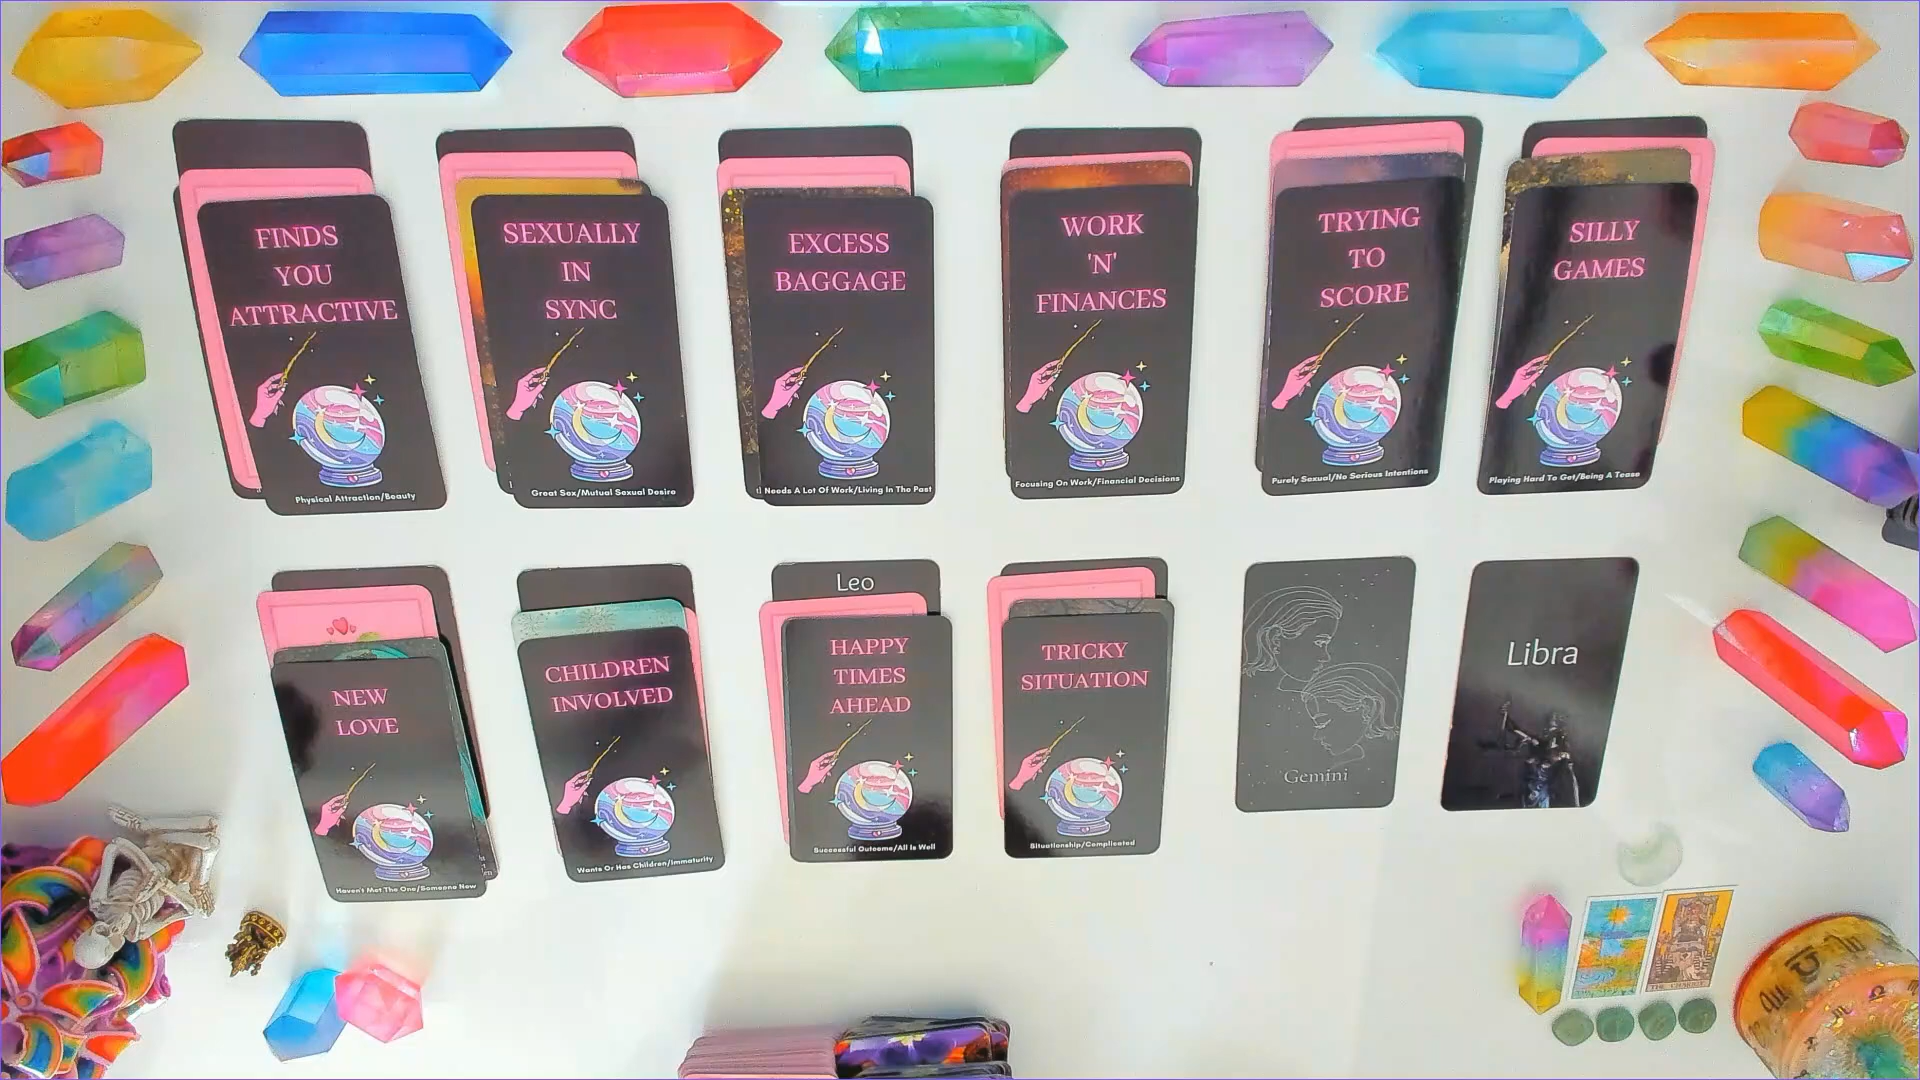 FINDS
YOU
ATTRACTIVE
Physical Attraction/Beauty
SEXUALLY
IN
SYNC
Great Sex/Mutual Sexual Desire
EXCESS
BAGGAGE
Needs A Lot Of Work/Living In The Past
WORK
'N'
FINANCES
Focusing On Work/Financial Decisions
TRYING
TO
SCORE
Purely Sexual/No Serious Intentions
SILLY
GAMES
Playing Hard To Get/Being A Tease
NEW
LOVE
Haven't Met The One/Someone New
CHILDREN
INVOLVED
Wants Or Has Children/Immaturity
Leo
HAPPY
TIMES
AHEAD
Successful Outcome/All Is Well
TRICKY
SITUATION
Situationship/Complicated
Gemini
Libra
THE CHARIOT